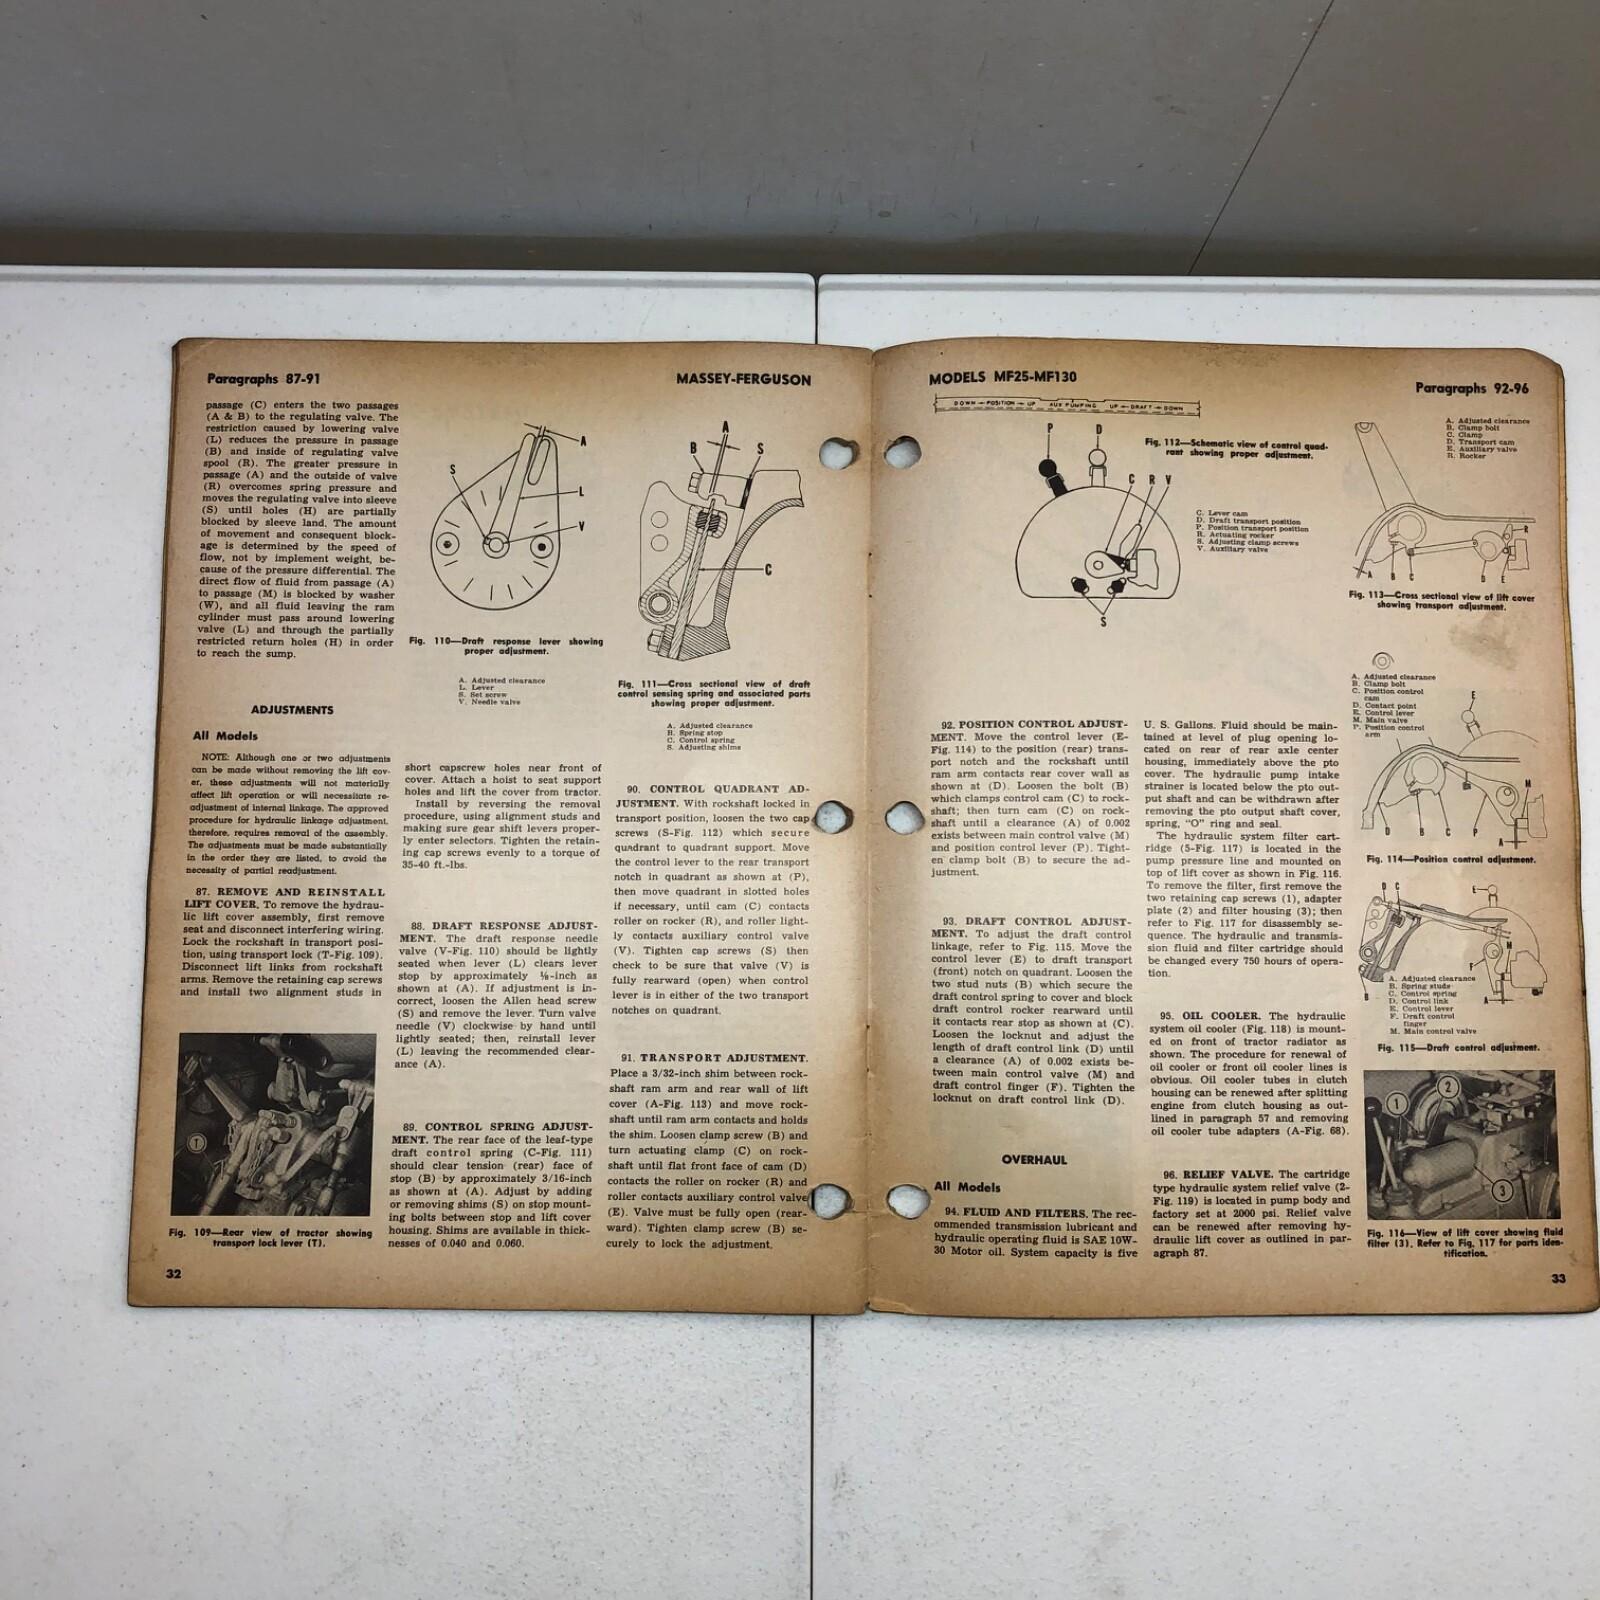 Paragraphs 87-91
MASSEY-FERGUSON
passage (C) enters the two passages
(A & B) to the regulating valve. The
restriction caused by lowering valve
(L) reduces the pressure in passage
(B) and inside of regulating valve
spool (R). The greater pressure in
passage (A) and the outside of valve
(R) overcomes spring pressure and
moves the regulating valve into sleeve
(S) until holes (H) are partially
blocked by sleeve land. The amount
of movement and consequent block-
age is determined by the speed of
flow, not by implement weight, be-
cause of the pressure differential. The
direct flow of fluid from passage (A)
to passage (M) is blocked by washer
(W), and all fluid leaving the ram
cylinder must pass around lowering
valve (L) and through the partially
restricted return holes (H) in order
to reach the sump.
ADJUSTMENTS
All Models
NOTE: Although one or two adjustments
can be made without removing the lift cov-
er, these adjustments will not materially
affect lift operation or will necessitate re-
adjustment of internal linkage. The approved
procedure for hydraulic linkage adjustment,
therefore, requires removal of the assembly.
The adjustments must be made substantially
in the order they are listed, to avoid the
necessity of partial readjustment.
87. REMOVE AND REINSTALL
LIFT COVER. To remove the hydrau-
lic lift cover assembly, first remove
seat and disconnect interfering wiring.
Lock the rockshaft in transport posi-
tion, using transport lock (T-Fig. 109).
Disconnect lift links from rockshaft
arms. Remove the retaining cap screws
and install two alignment studs in
T
Fig. 109—Rear view of tractor showing
transport lock lever (T).
32
A
S
L
V
Fig. 110—Draft response lever showing
proper adjustment.
A. Adjusted clearance
L. Lever
S. Set screw
V. Needle valve
short capscrew holes near front of
cover. Attach a hoist to seat support
holes and lift the cover from tractor.
Install by reversing the removal
procedure, using alignment studs and
making sure gear shift levers proper-
ly enter selectors. Tighten the retain-
ing cap screws evenly to a torque of
35-40 ft.-lbs.
88. DRAFT RESPONSE ADJUST-
MENT. The draft response needle
valve (V-Fig. 110) should be lightly
seated when lever (L) clears lever
stop by approximately ⅛-inch as
shown at (A). If adjustment is in-
correct, loosen the Allen head screw
(S) and remove the lever. Turn valve
needle (V) clockwise by hand until
lightly seated; then, reinstall lever
(L) leaving the recommended clear-
ance (A).
89. CONTROL SPRING ADJUST-
MENT. The rear face of the leaf-type
draft control spring (C-Fig. 111)
should clear tension (rear) face of
stop (B) by approximately 3/16-inch
as shown at (A). Adjust by adding
or removing shims (S) on stop mount-
ing bolts between stop and lift cover
housing. Shims are available in thick-
nesses of 0.040 and 0.060.
A
B
S
C
Fig. 111—Cross sectional view of draft
control sensing spring and associated parts
showing proper adjustment.
A. Adjusted clearance
B. Spring stop
C. Control spring
S. Adjusting shims
90. CONTROL QUADRANT AD-
JUSTMENT. With rockshaft locked in
transport position, loosen the two cap
screws (S-Fig. 112) which secure
quadrant to quadrant support. Move
the control lever to the rear transport
notch in quadrant as shown at (P),
then move quadrant in slotted holes
if necessary, until cam (C) contacts
roller on rocker (R), and roller light-
ly contacts auxiliary control valve
(V). Tighten cap screws (S) then
check to be sure that valve (V) is
fully rearward (open) when control
lever is in either of the two transport
notches on quadrant.
91. TRANSPORT ADJUSTMENT.
Place a 3/32-inch shim between rock-
shaft ram arm and rear wall of lift
cover (A-Fig. 113) and move rock-
shaft until ram arm contacts and holds
the shim. Loosen clamp screw (B) and
turn actuating clamp (C) on rock-
shaft until flat front face of cam (D)
contacts the roller on rocker (R) and
roller contacts auxiliary control valve
(E). Valve must be fully open (rear-
ward). Tighten clamp screw (B) se-
curely to lock the adjustment.
MODELS MF25-MF130
Paragraphs 92-96
DOWN POSITION UP AUX PUMPING UP DRAFT DOWN
P
D
C R V
S
Fig. 112—Schematic view of control quad-
rant showing proper adjustment.
C. Lever cam
D. Draft transport position
P. Position transport position
R. Actuating rocker
S. Adjusting clamp screws
V. Auxiliary valve
92. POSITION CONTROL ADJUST-
MENT. Move the control lever (E-
Fig. 114) to the position (rear) trans-
port notch and the rockshaft until
ram arm contacts rear cover wall as
shown at (D). Loosen the bolt (B)
which clamps control cam (C) to rock-
shaft; then turn cam (C) on rock-
shaft until a clearance (A) of 0.002
exists between main control valve (M)
and position control lever (P). Tight-
en clamp bolt (B) to secure the ad-
justment.
93. DRAFT CONTROL ADJUST-
MENT. To adjust the draft control
linkage, refer to Fig. 115. Move the
control lever (E) to draft transport
(front) notch on quadrant. Loosen the
two stud nuts (B) which secure the
draft control spring to cover and block
draft control rocker rearward until
it contacts rear stop as shown at (C).
Loosen the locknut and adjust the
length of draft control link (D) until
a clearance (A) of 0.002 exists be-
tween main control valve (M) and
draft control finger (F). Tighten the
locknut on draft control link (D).
OVERHAUL
All Models
94. FLUID AND FILTERS. The rec-
ommended transmission lubricant and
hydraulic operating fluid is SAE 10W-
30 Motor oil. System capacity is five
U. S. Gallons. Fluid should be main-
tained at level of plug opening lo-
cated on rear of rear axle center
housing, immediately above the pto
cover. The hydraulic pump intake
strainer is located below the pto out-
put shaft and can be withdrawn after
removing the pto output shaft cover,
spring, "O" ring and seal.
The hydraulic system filter cart-
ridge (5-Fig. 117) is located in the
pump pressure line and mounted on
top of lift cover as shown in Fig. 116.
To remove the filter, first remove the
two retaining cap screws (1), adapter
plate (2) and filter housing (3); then
refer to Fig. 117 for disassembly se-
quence. The hydraulic and transmis-
sion fluid and filter cartridge should
be changed every 750 hours of opera-
tion.
95. OIL COOLER. The hydraulic
system oil cooler (Fig. 118) is mount-
ed on front of tractor radiator as
shown. The procedure for renewal of
oil cooler or front oil cooler lines is
obvious. Oil cooler tubes in clutch
housing can be renewed after splitting
engine from clutch housing as out-
lined in paragraph 57 and removing
oil cooler tube adapters (A-Fig. 68).
96. RELIEF VALVE. The cartridge
type hydraulic system relief valve (2-
Fig. 119) is located in pump body and
factory set at 2000 psi. Relief valve
can be renewed after removing hy-
draulic lift cover as outlined in par-
agraph 87.
A. Adjusted clearance
B. Clamp bolt
C. Clamp
D. Transport cam
E. Auxiliary valve
R. Rocker
R
A B C D E
Fig. 113—Cross sectional view of lift cover
showing transport adjustment.
A. Adjusted clearance
B. Clamp bolt
C. Position control
cam
D. Contact point
E. Control lever
M. Main valve
P. Position control
arm
E
M
D B C P A
Fig. 114—Position control adjustment.
D C E
M
F
B A
A. Adjusted clearance
B. Spring studs
C. Control spring
D. Control link
E. Control lever
F. Draft control
finger
M. Main control valve
Fig. 115—Draft control adjustment.
1
2
3
Fig. 116—View of lift cover showing fluid
filter (3). Refer to Fig. 117 for parts iden-
tification.
33